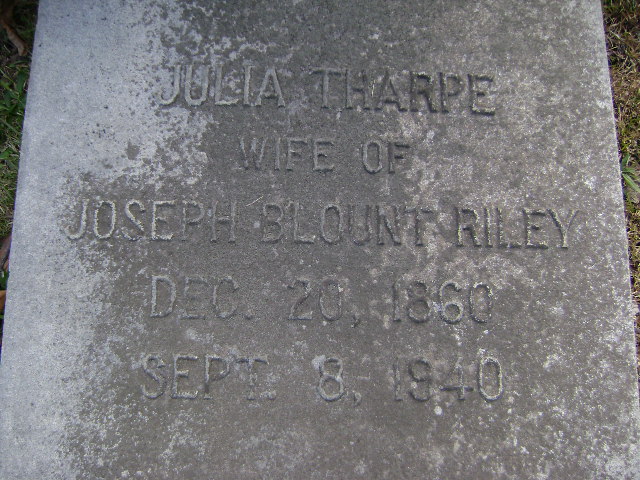 JULIA THARPE
WIFE OF
JOSEPH BLOUNT RILEY
DEC. 20, 1860
SEPT. 8, 1940